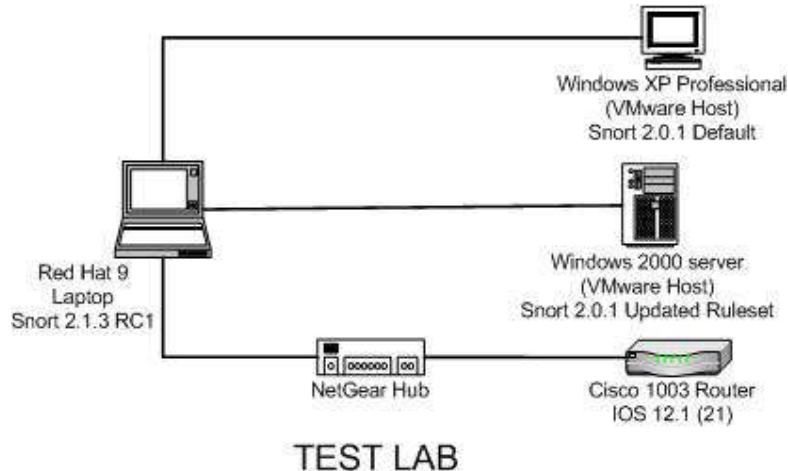 Windows XP Professional
(VMware Host)
Snort 2.0.1 Default
Red Hat 9
Laptop
Snort 2.1.3 RC1
Windows 2000 server
(VMware Host)
Snort 2.0.1 Updated Ruleset
NetGear Hub
Cisco 1003 Router
IOS 12.1 (21)
TEST LAB